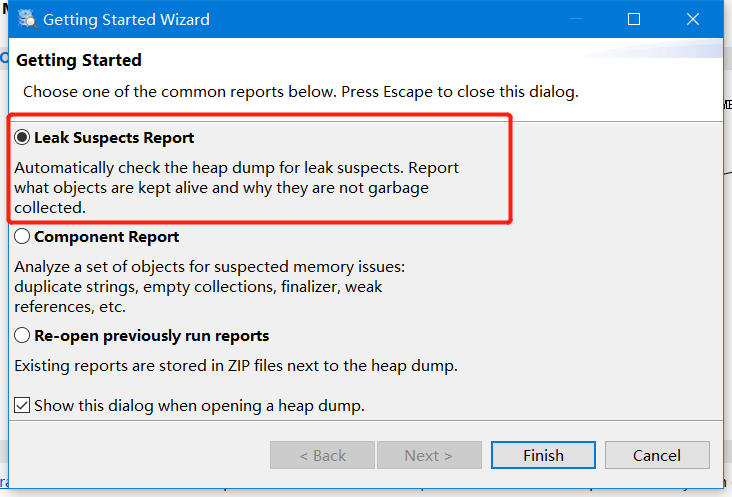 Getting Started Wizard
Getting Started
Choose one of the common reports below. Press Escape to close this dialog.
Leak Suspects Report
Automatically check the heap dump for leak suspects. Report
what objects are kept alive and why they are not garbage
collected.
Component Report
Analyze a set of objects for suspected memory issues:
duplicate strings, empty collections, finalizer, weak
references, etc.
Re-open previously run reports
Existing reports are stored in ZIP files next to the heap dump.
Show this dialog when opening a heap dump.
< Back
Next >
Finish
Cancel